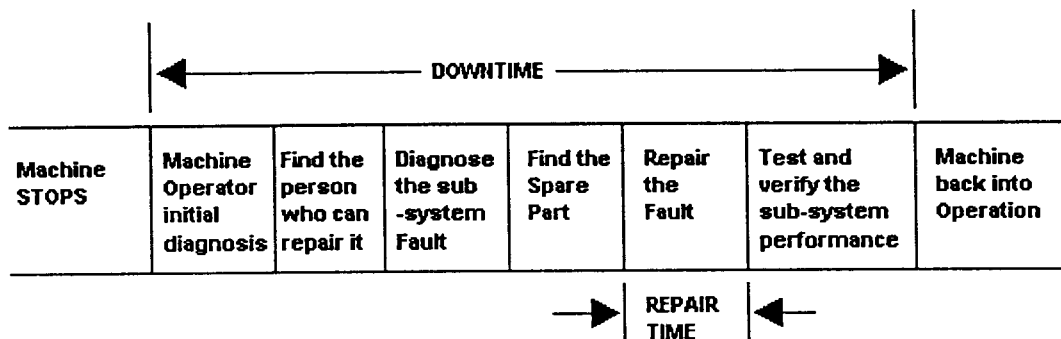 DOWNTIME
Machine
STOPS
Machine
Operator
initial
diagnosis
Find the
person
who can
repair it
Diagnose
the sub
-system
Fault
Find the
Spare
Part
Repair
the
Fault
Test and
verify the
sub-system
performance
Machine
back into
Operation
REPAIR
TIME